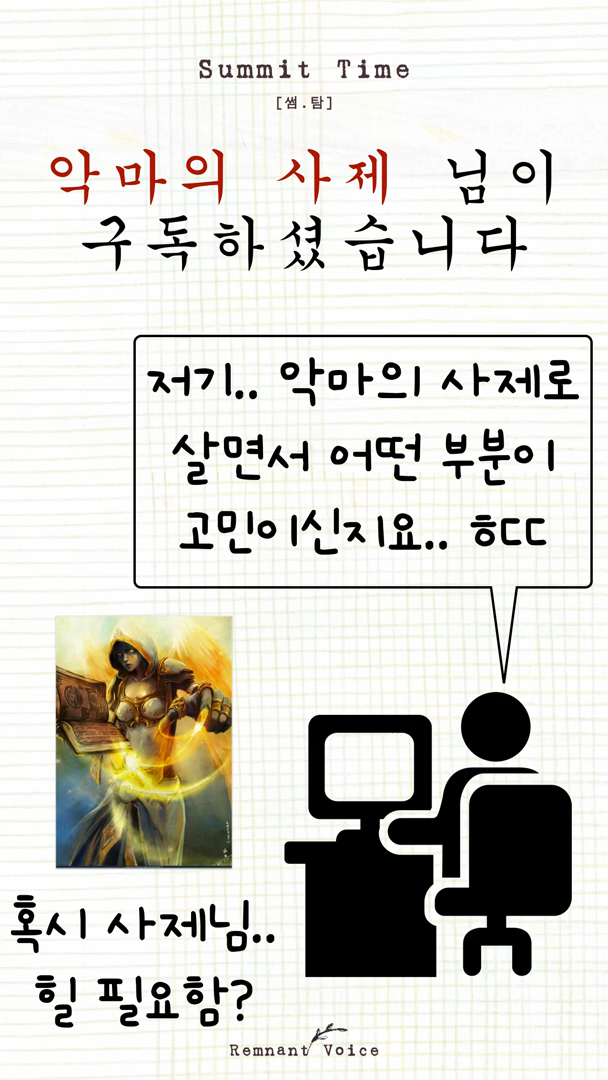 Summit Time
[썸.탐]
악마의 사제 님이
구독하셨습니다
저기.. 악마의 사제로
살면서 어떤 부분이
고민이신지요.. ㅎㄷㄷ
혹시 사제님..
힐 필요함?
Remnant Voice